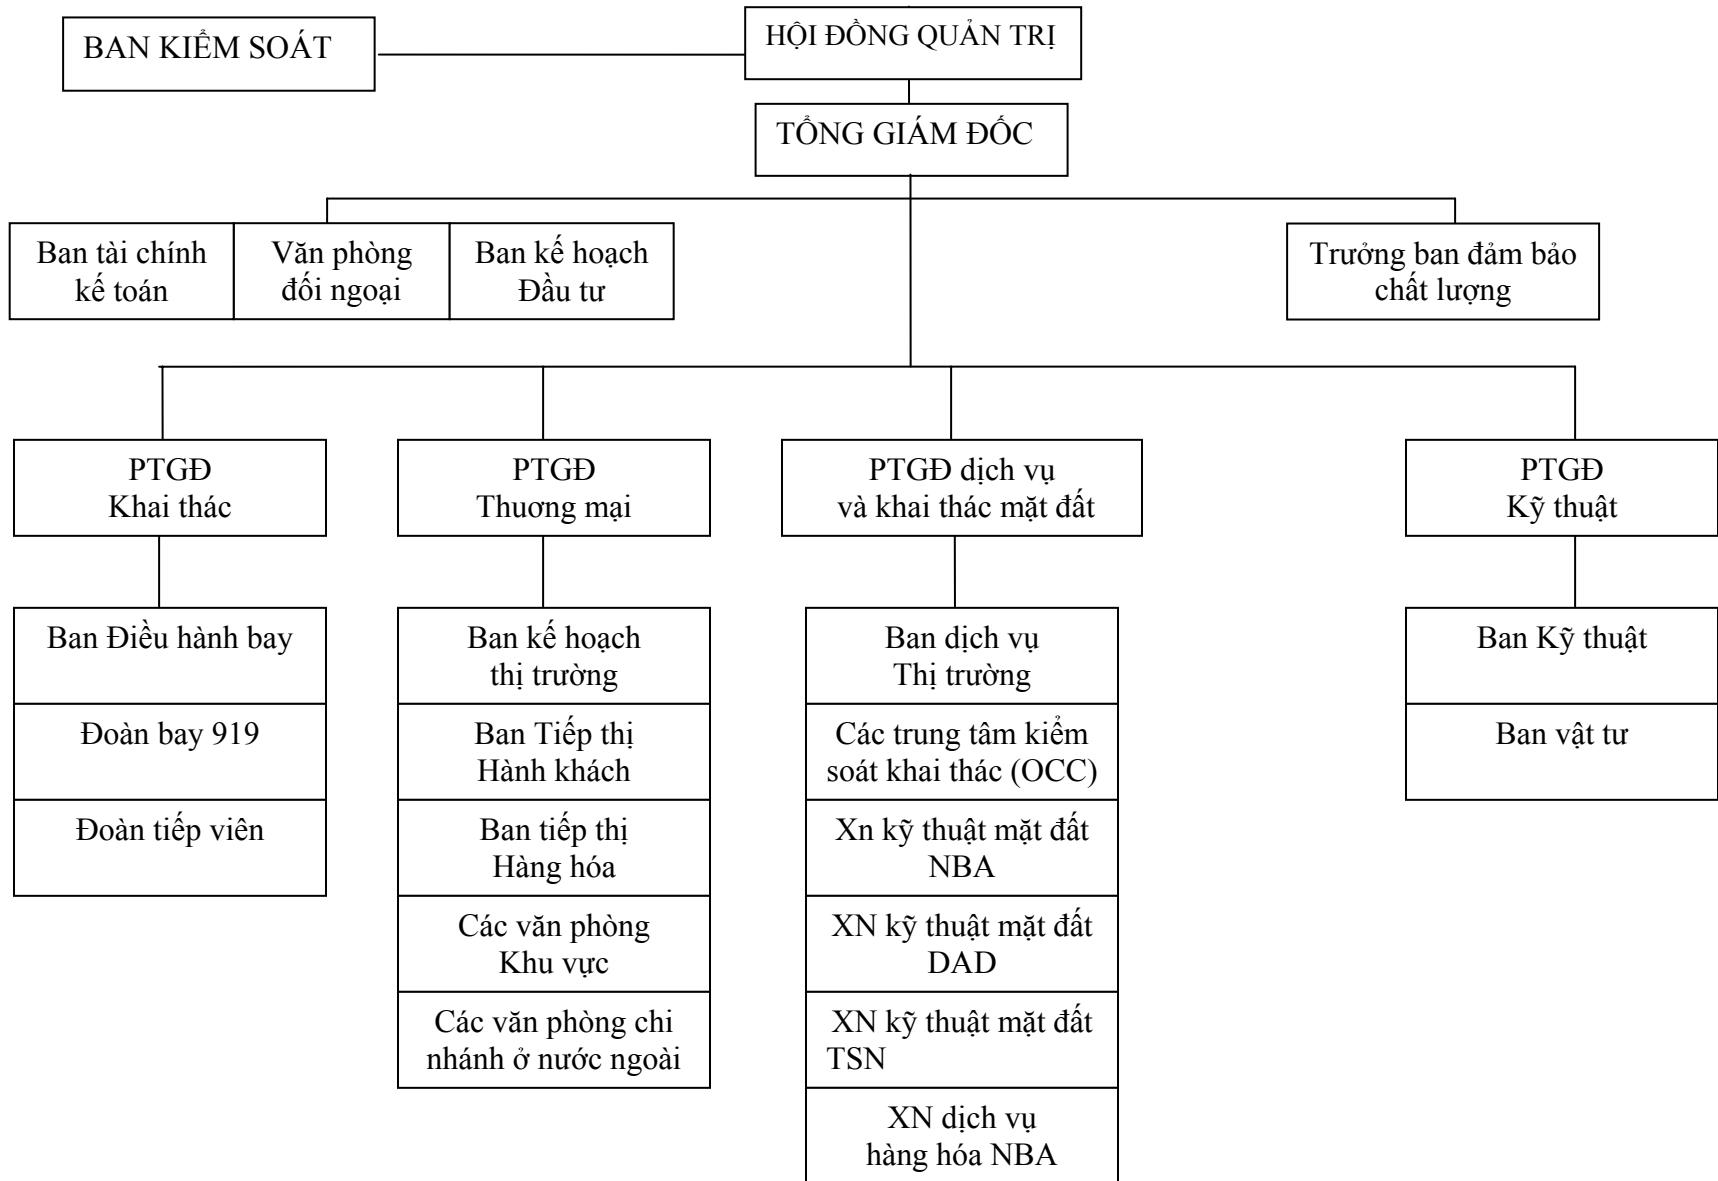 BAN KIỂM SOÁT
HỘI ĐỒNG QUẢN TRỊ
TỔNG GIÁM ĐỐC
Ban tài chính
kế toán
Văn phòng
đối ngoại
Ban kế hoạch
Đầu tư
Trưởng ban đảm bảo
chất lượng
PTGĐ
Khai thác
PTGĐ
Thuơng mại
PTGĐ dịch vụ
và khai thác mặt đất
PTGĐ
Kỹ thuật
Ban Điều hành bay
Đoàn bay 919
Đoàn tiếp viên
Ban kế hoạch
thị trường
Ban Tiếp thị
Hành khách
Ban tiếp thị
Hàng hóa
Các văn phòng
Khu vực
Các văn phòng chi
nhánh ở nước ngoài
Ban dịch vụ
Thị trường
Các trung tâm kiểm
soát khai thác (OCC)
Xn kỹ thuật mặt đất
NBA
XN kỹ thuật mặt đất
DAD
XN kỹ thuật mặt đất
TSN
XN dịch vụ
hàng hóa NBA
Ban Kỹ thuật
Ban vật tư